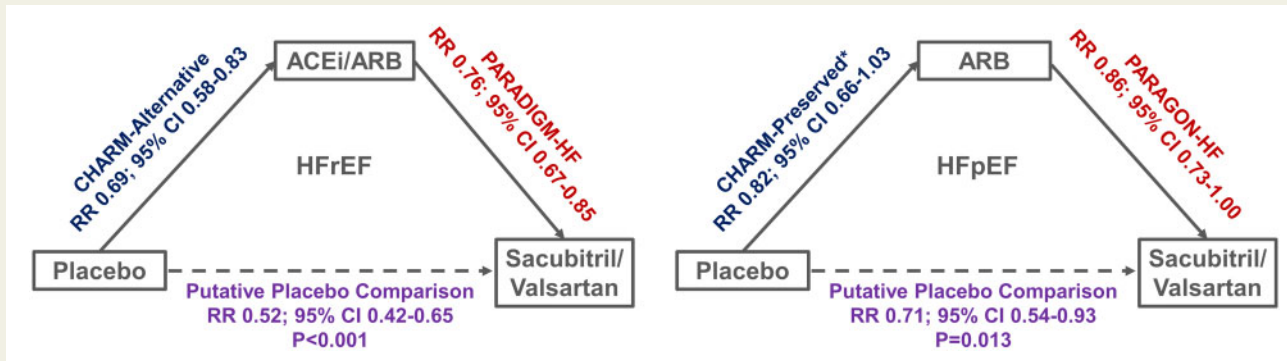 CHARM-Alternative
RR 0.69; 95% CI 0.58-0.83
ACEi/ARB
PARADIGM-HF
RR 0.76; 95% CI 0.67-0.85
HFrEF
Placebo
Sacubitril/
Valsartan
Putative Placebo Comparison
RR 0.52; 95% CI 0.42-0.65
P<0.001
CHARM-Preserved*
RR 0.82; 95% CI 0.66-1.03
ARB
PARAGON-HF
RR 0.86; 95% CI 0.73-1.00
HFpEF
Placebo
Sacubitril/
Valsartan
Putative Placebo Comparison
RR 0.71; 95% CI 0.54-0.93
P=0.013